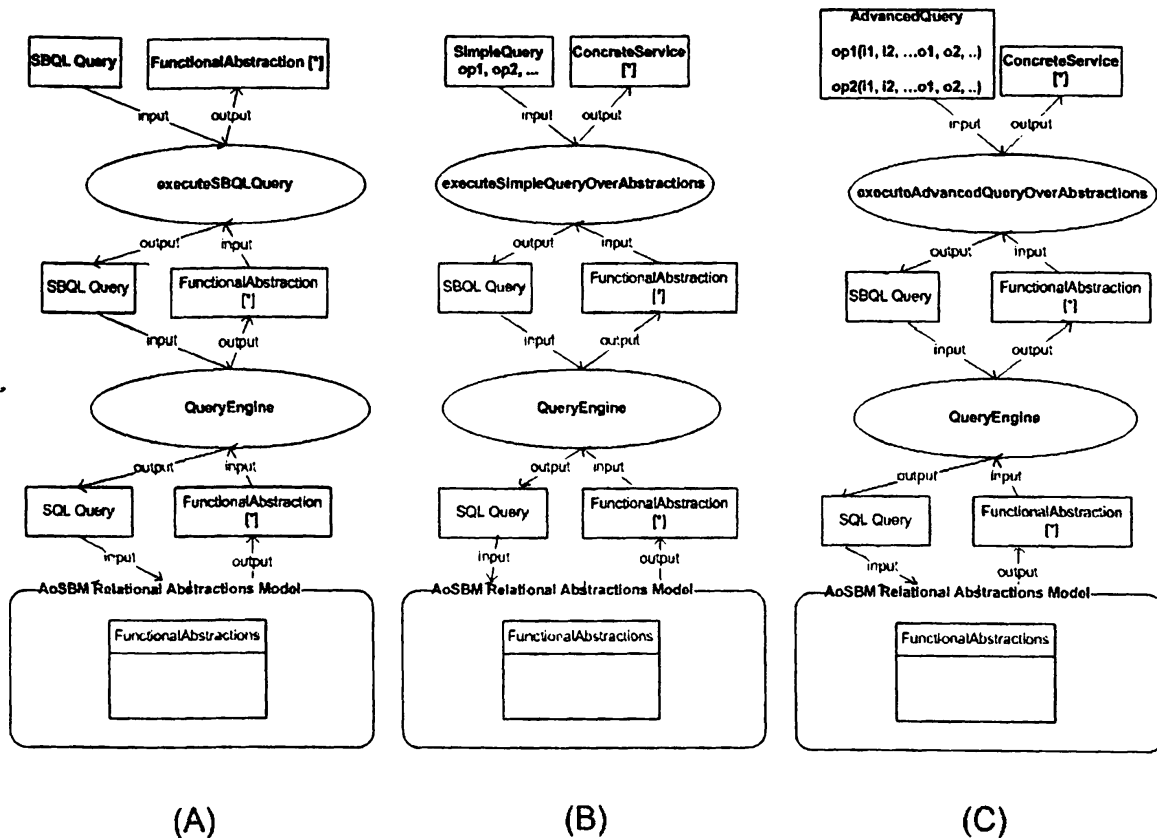 SBQL Query
FunctionalAbstraction [*]
input
output
executeSBQLQuery
output
input
SBQL Query
FunctionalAbstraction
[*]
input
output
QueryEngine
output
input
SQL Query
FunctionalAbstraction
[*]
input
output
AoSBM Relational Abstractions Model
FunctionalAbstractions
(A)
SimpleQuery
op1, op2, ...
ConcreteService
[*]
input
output
executeSimpleQueryOverAbstractions
output
input
SBQL Query
FunctionalAbstraction
[*]
input
output
QueryEngine
output
input
SQL Query
FunctionalAbstraction
[*]
input
output
AoSBM Relational Abstractions Model
FunctionalAbstractions
(B)
AdvancedQuery
op1(i1, i2, ...o1, o2, ..)
op2(i1, i2, ...o1, o2, ..)
ConcreteService
[*]
input
output
executeAdvancedQueryOverAbstractions
output
input
SBQL Query
FunctionalAbstraction
[*]
input
output
QueryEngine
output
input
SQL Query
FunctionalAbstraction
[*]
input
output
AoSBM Relational Abstractions Model
FunctionalAbstractions
(C)